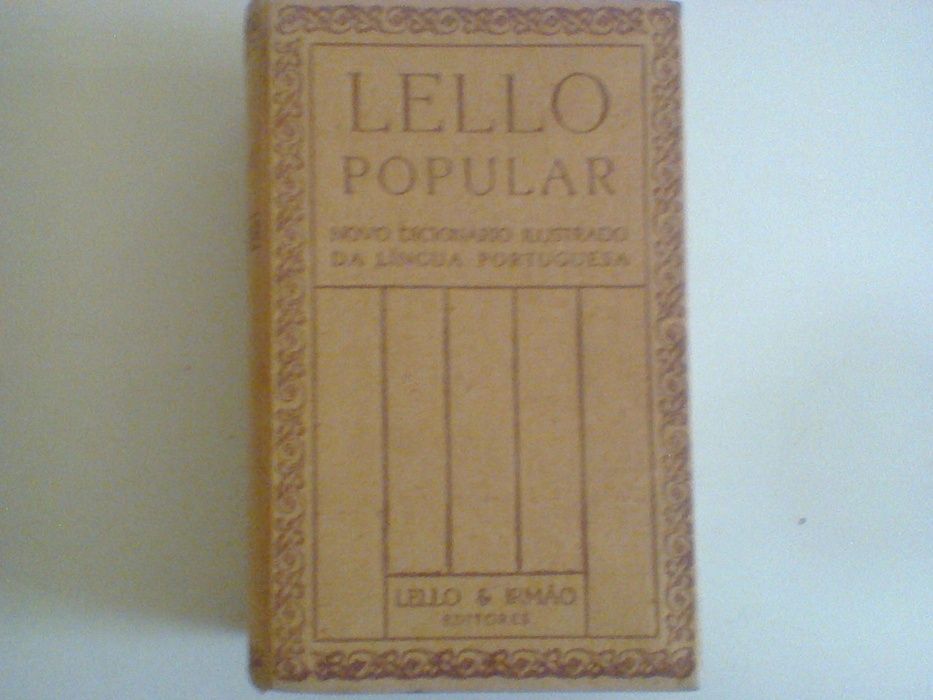 LELLO
POPULAR
NOVO DICIONÁRIO ILUSTRADO
DA LÍNGUA PORTUGUESA
LELLO & IRMÃO
EDITORES